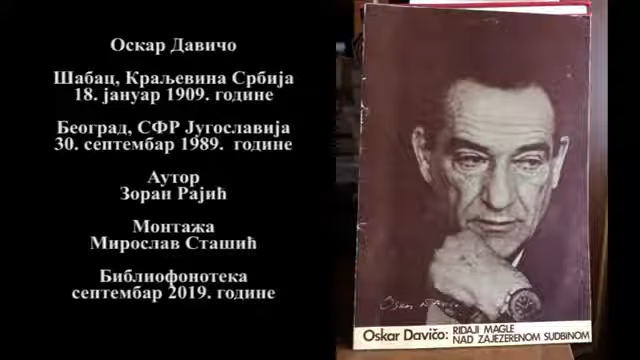 Оскар Давичо
Шабац, Краљевина Србија
18. јануар 1909. године
Београд, СФР Југославија
30. септембар 1989. године
Аутор
Зоран Рајић
Монтажа
Мирослав Сташић
Библиофонотека
септембар 2019. године
Oskar Davičo: RIDAJI MAGLE
NAD ZAJEZERENOM SUDBINOM